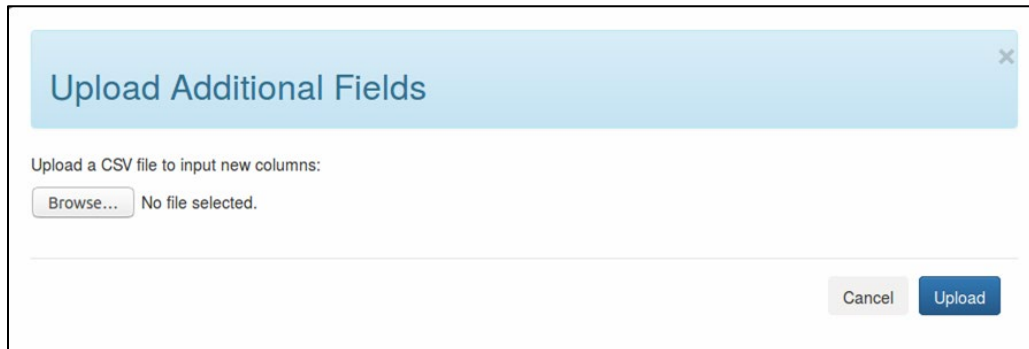 ×
Upload Additional Fields
Upload a CSV file to input new columns:
Browse... No file selected.
Cancel Upload